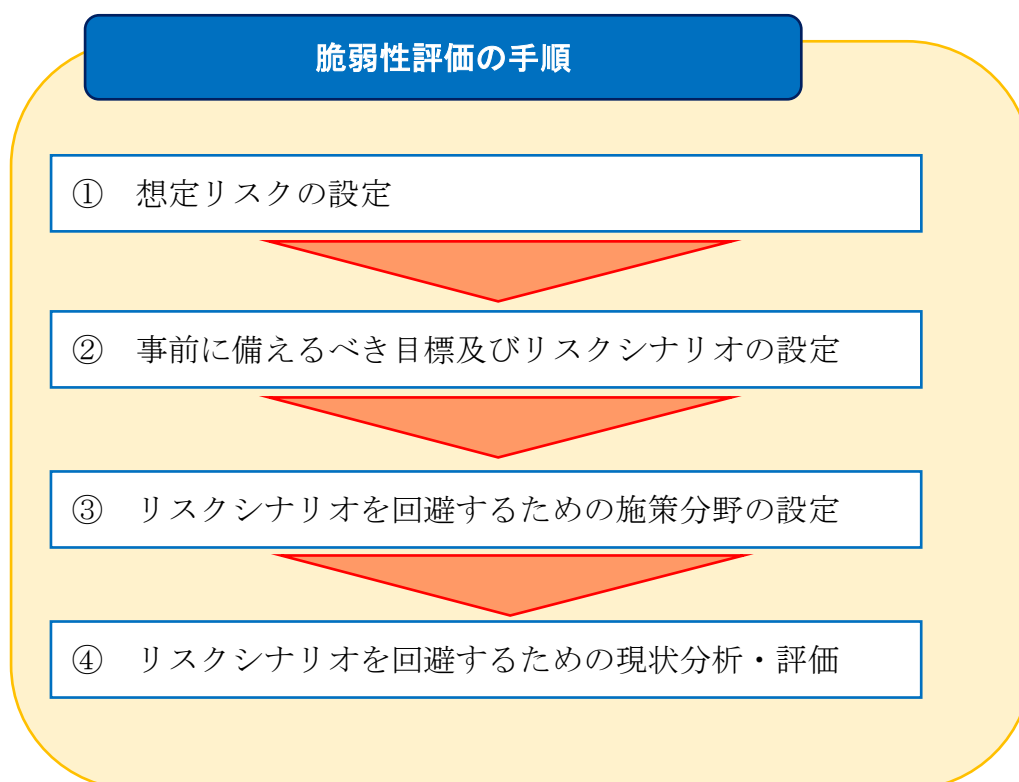 脆弱性評価の手順
① 想定リスクの設定
② 事前に備えるべき目標及びリスクシナリオの設定
③ リスクシナリオを回避するための施策分野の設定
④ リスクシナリオを回避するための現状分析・評価